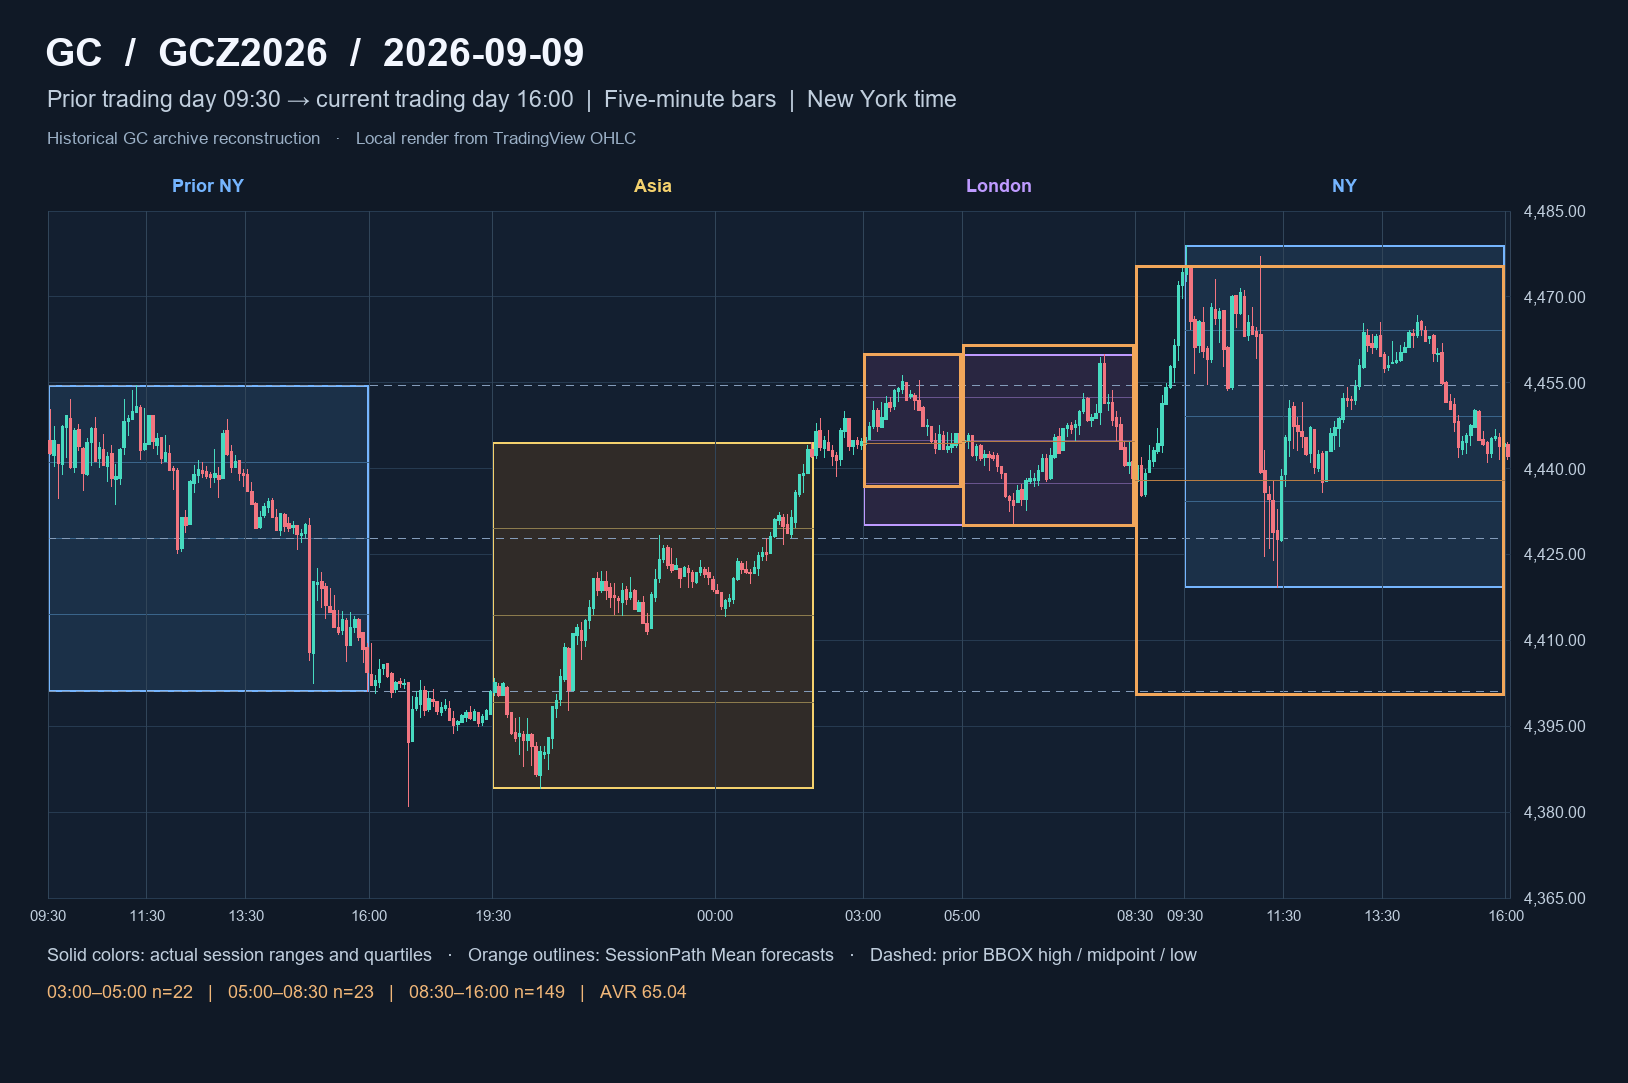 GC / GCZ2026 / 2026-09-09
Prior trading day 09:30 → current trading day 16:00 | Five-minute bars | New York time
Historical GC archive reconstruction · Local render from TradingView OHLC
Prior NY
Asia
London
NY
4,485.00
4,470.00
4,455.00
4,440.00
4,425.00
4,410.00
4,395.00
4,380.00
4,365.00
09:30 11:30 13:30 16:00 19:30 00:00 03:00 05:00 08:30 09:30 11:30 13:30 16:00
Solid colors: actual session ranges and quartiles · Orange outlines: SessionPath Mean forecasts · Dashed: prior BBOX high / midpoint / low
03:00–05:00 n=22 | 05:00–08:30 n=23 | 08:30–16:00 n=149 | AVR 65.04